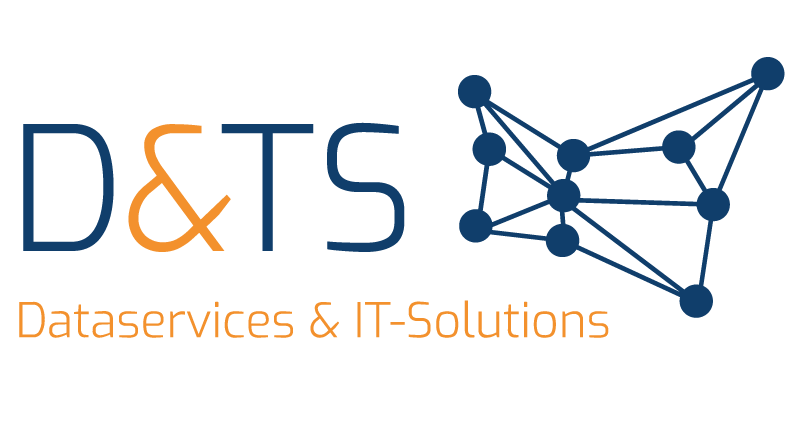 D&TS
Dataservices & IT-Solutions